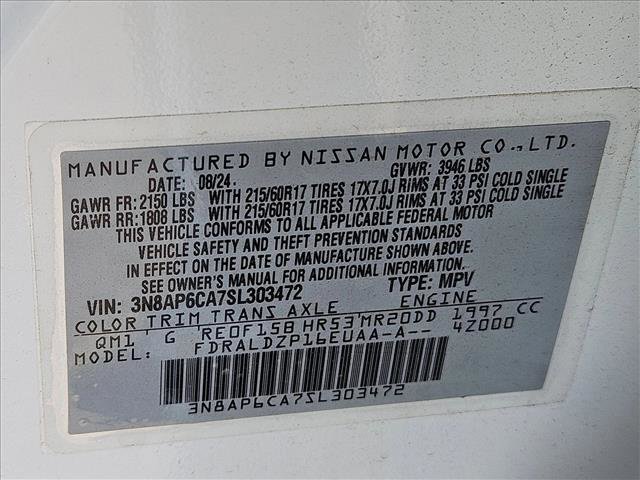 MANUFACTURED BY NISSAN MOTOR CO., LTD.
DATE: 08/24. GVWR: 3946 LBS
GAWR FR: 2150 LBS WITH 215/60R17 TIRES 17X7.0J RIMS AT 33 PSI COLD SINGLE
GAWR RR: 1808 LBS WITH 215/60R17 TIRES 17X7.0J RIMS AT 33 PSI COLD SINGLE
THIS VEHICLE CONFORMS TO ALL APPLICABLE FEDERAL MOTOR
VEHICLE SAFETY AND THEFT PREVENTION STANDARDS
IN EFFECT ON THE DATE OF MANUFACTURE SHOWN ABOVE.
SEE OWNER'S MANUAL FOR ADDITIONAL INFORMATION.
VIN: 3N8AP6CA7SL303472 TYPE: MPV
COLOR TRIM TRANS AXLE ENGINE
QM1 G RE0F15B HR53 MR20DD 1997 CC
MODEL: FDRALDZP16EUAA-A-- 4Z000
3N8AP6CA7SL303472